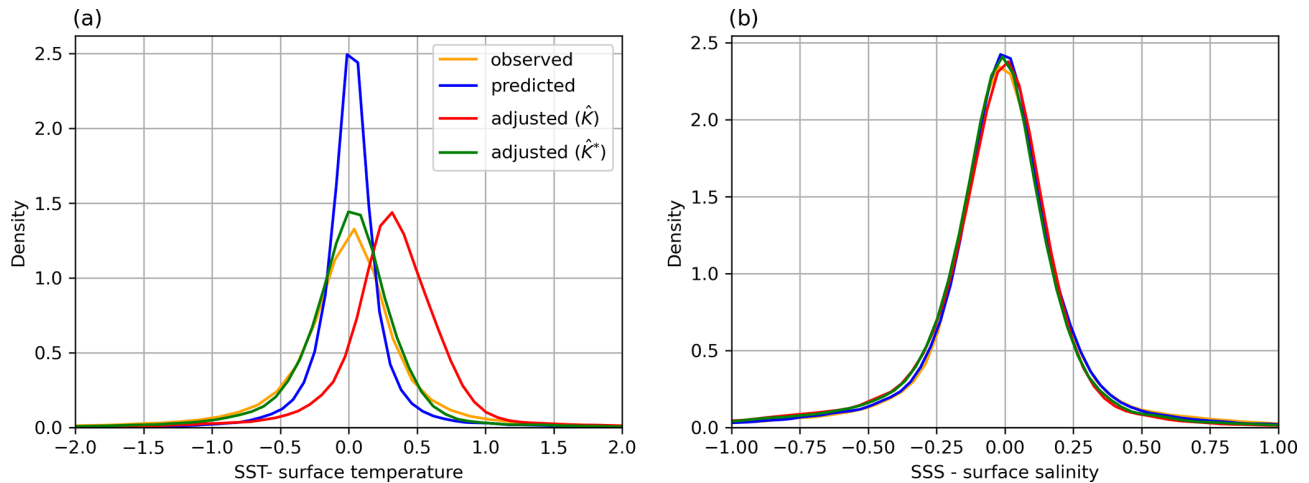 (a)
Density
2.5
2.0
1.5
1.0
0.5
0.0
−2.0 −1.5 −1.0 −0.5 0.0 0.5 1.0 1.5 2.0
SST- surface temperature
observed
predicted
adjusted (K̂)
adjusted (K̂*)
(b)
Density
2.5
2.0
1.5
1.0
0.5
0.0
−1.00 −0.75 −0.50 −0.25 0.00 0.25 0.50 0.75 1.00
SSS - surface salinity